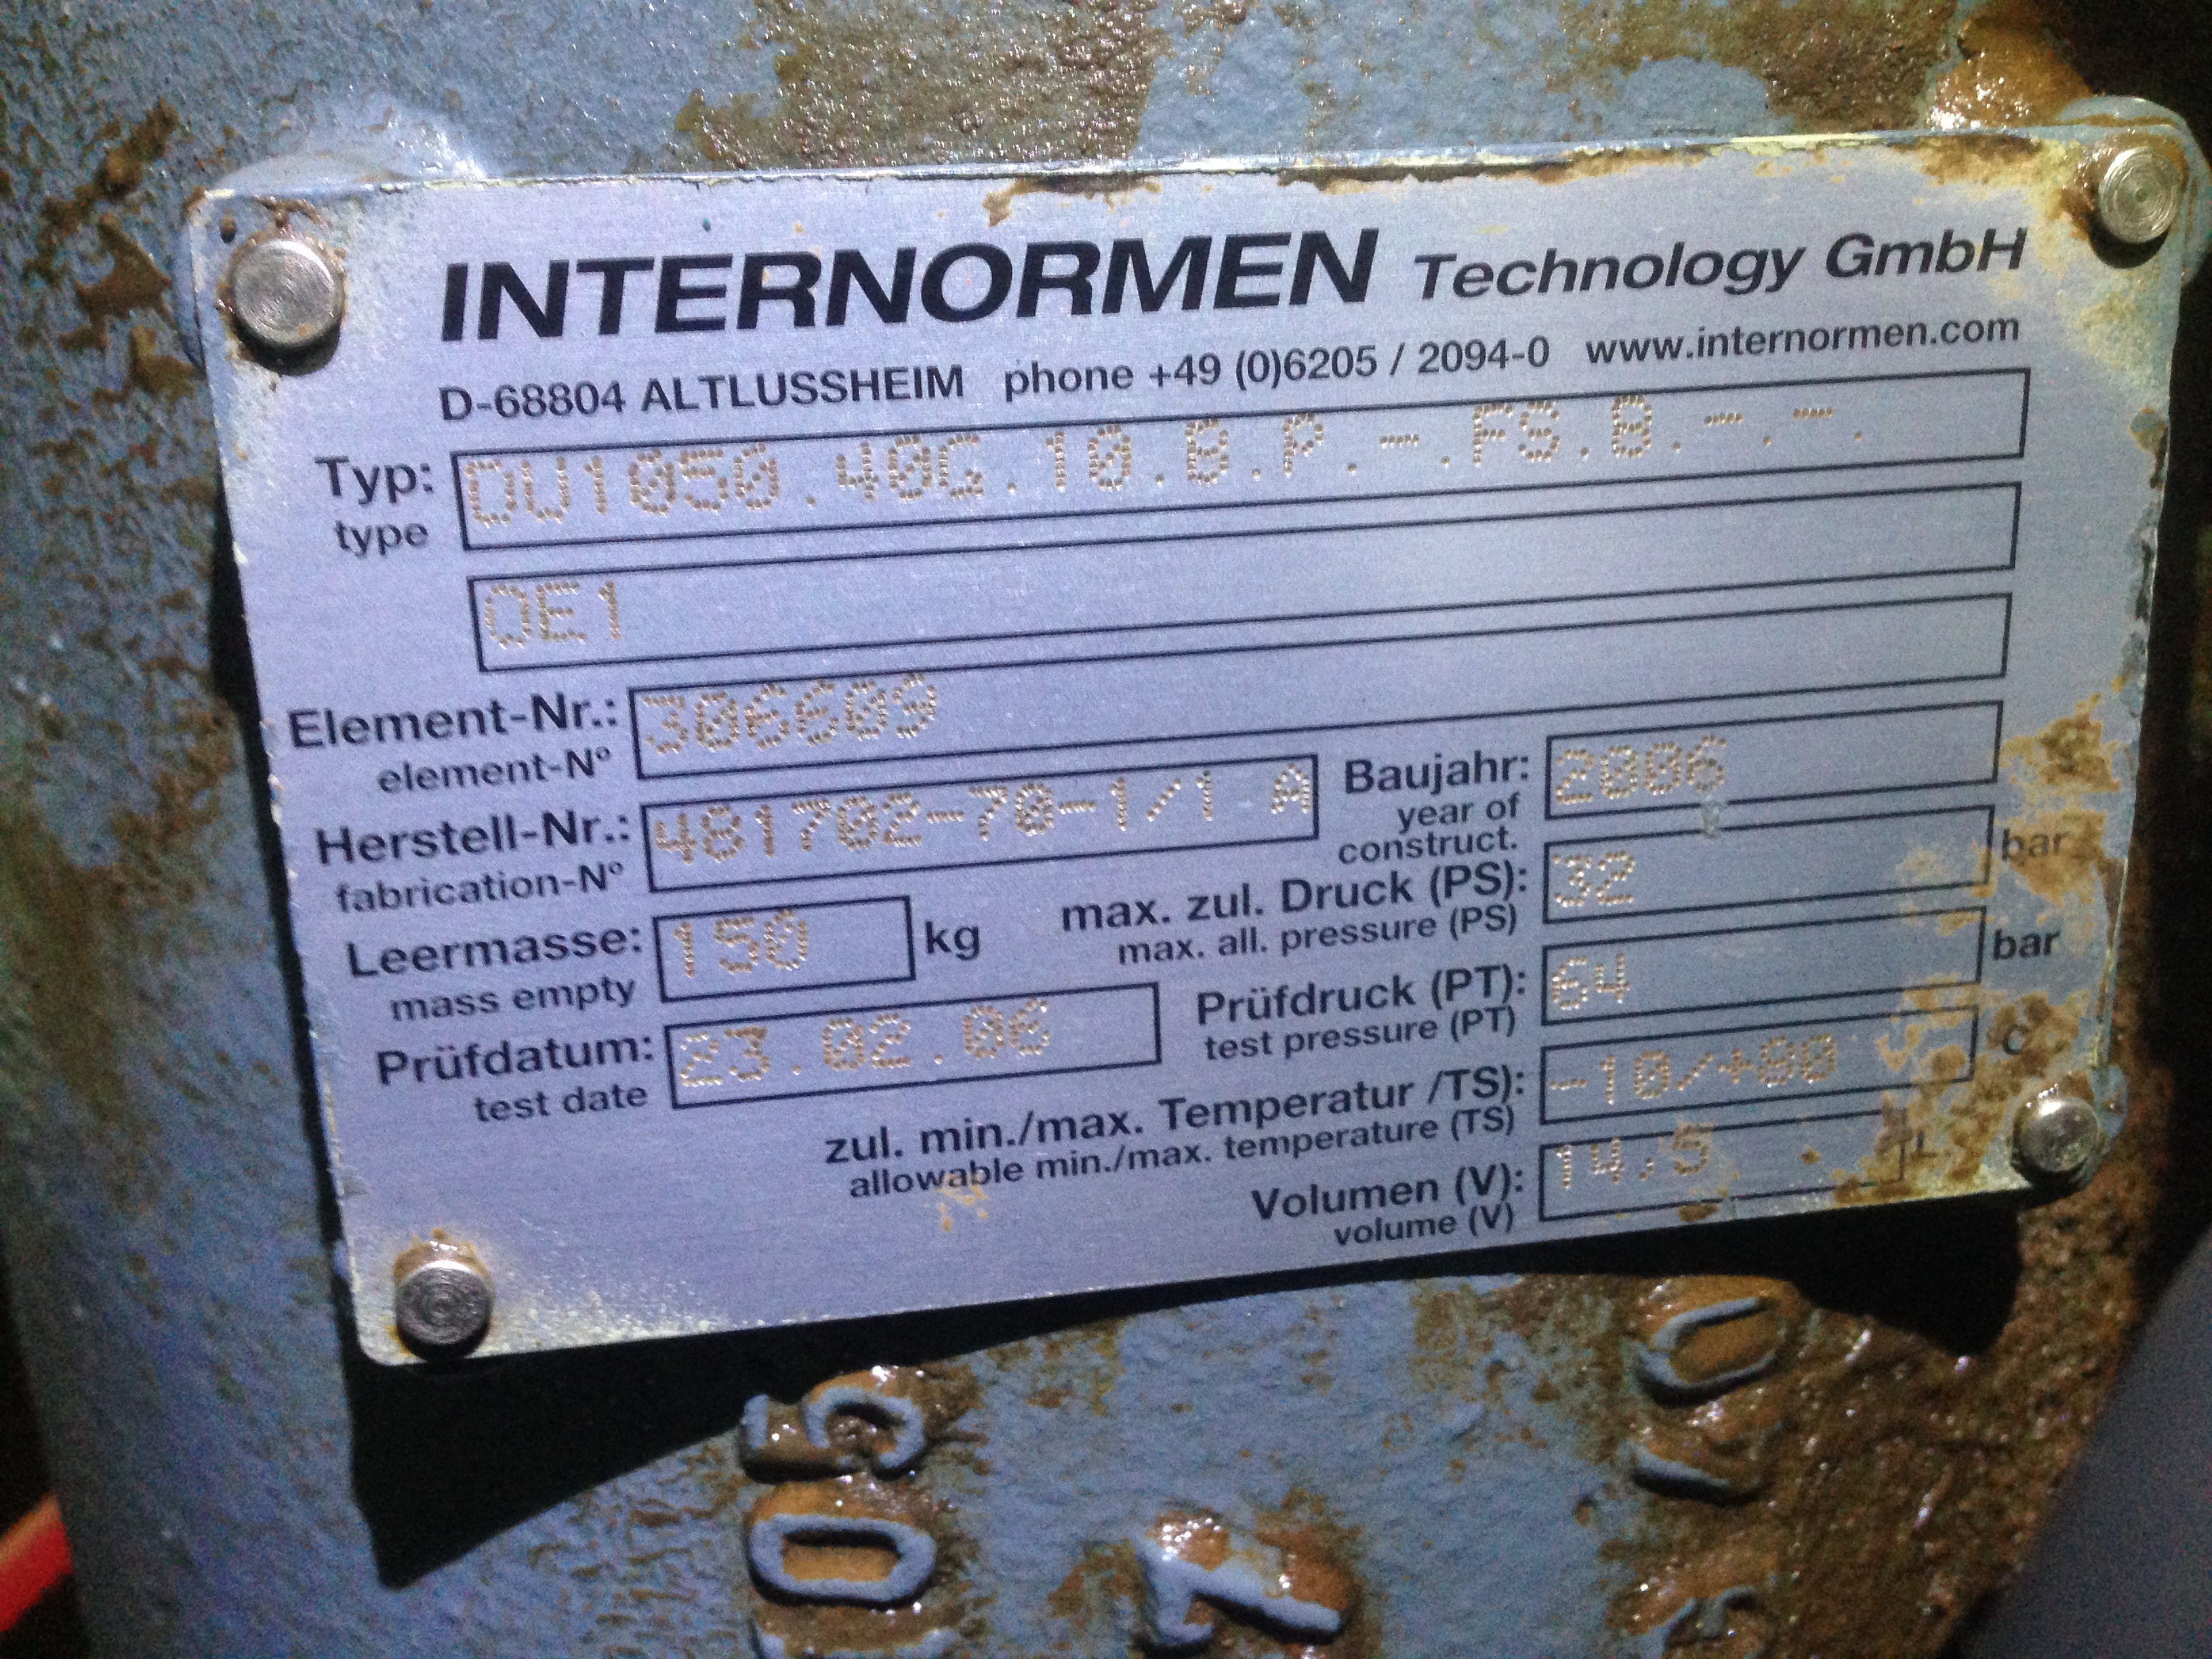 INTERNORMEN Technology GmbH
D-68804 ALTLUSSHEIM phone +49 (0)6205 / 2094-0 www.internormen.com
Typ: DU1050.40G.10.B.P.-.FS.8.-.-.
type
OE1
Element-Nr.: 306609
element-Nº
Herstell-Nr.: 481702-70-1/1 A
fabrication-Nº
Baujahr: 2006
year of
construct.
max. zul. Druck (PS): 32 bar
max. all. pressure (PS)
Leermasse: 150 kg
mass empty
Prüfdruck (PT): 64 bar
test pressure (PT)
Prüfdatum: 23.02.06
test date
zul. min./max. Temperatur /TS): -10/+80 °C
allowable min./max. temperature (TS)
Volumen (V): 14,5 L
volume (V)